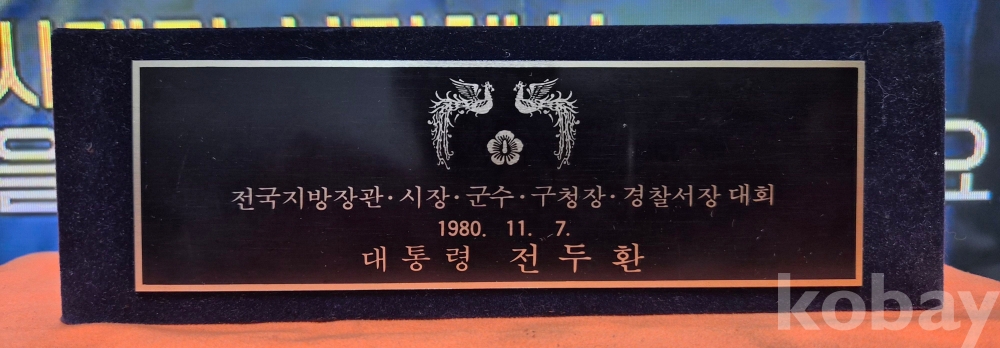 전국지방장관·시장·군수·구청장·경찰서장 대회
1980. 11. 7.
대통령 전두환
kobay